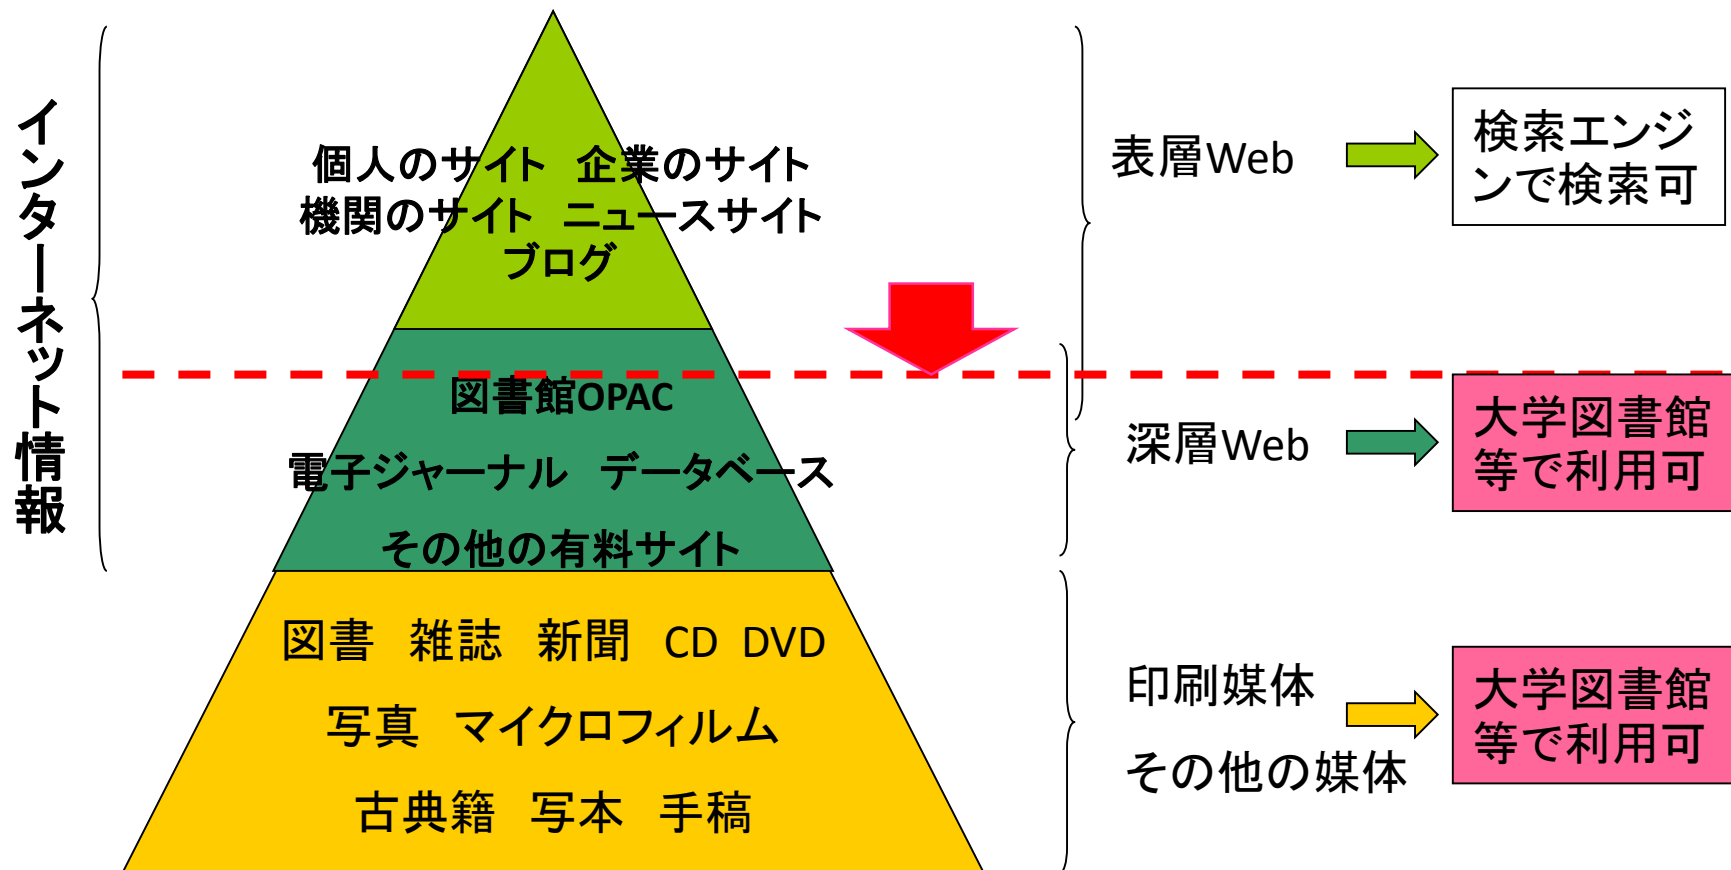 インターネット情報
個人のサイト　企業のサイト
機関のサイト　ニュースサイト
ブログ
図書館OPAC
電子ジャーナル　データベース
その他の有料サイト
図書　雑誌　新聞　CD  DVD
写真　マイクロフィルム
古典籍　写本　手稿
表層Web
検索エンジ
ンで検索可
深層Web
大学図書館
等で利用可
印刷媒体
その他の媒体
大学図書館
等で利用可